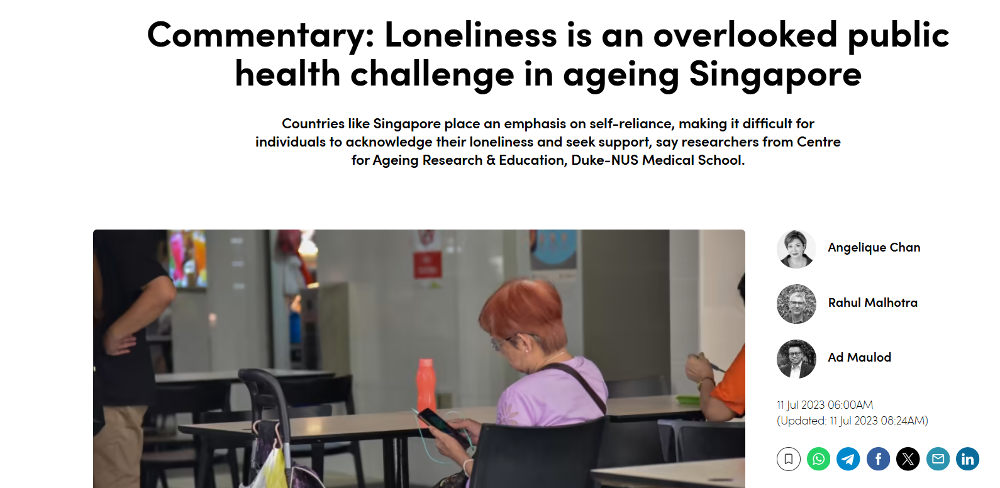 Commentary: Loneliness is an overlooked public
health challenge in ageing Singapore
Countries like Singapore place an emphasis on self-reliance, making it difficult for
individuals to acknowledge their loneliness and seek support, say researchers from Centre
for Ageing Research & Education, Duke-NUS Medical School.
Angelique Chan
Rahul Malhotra
Ad Maulod
11 Jul 2023 06:00AM
(Updated: 11 Jul 2023 08:24AM)